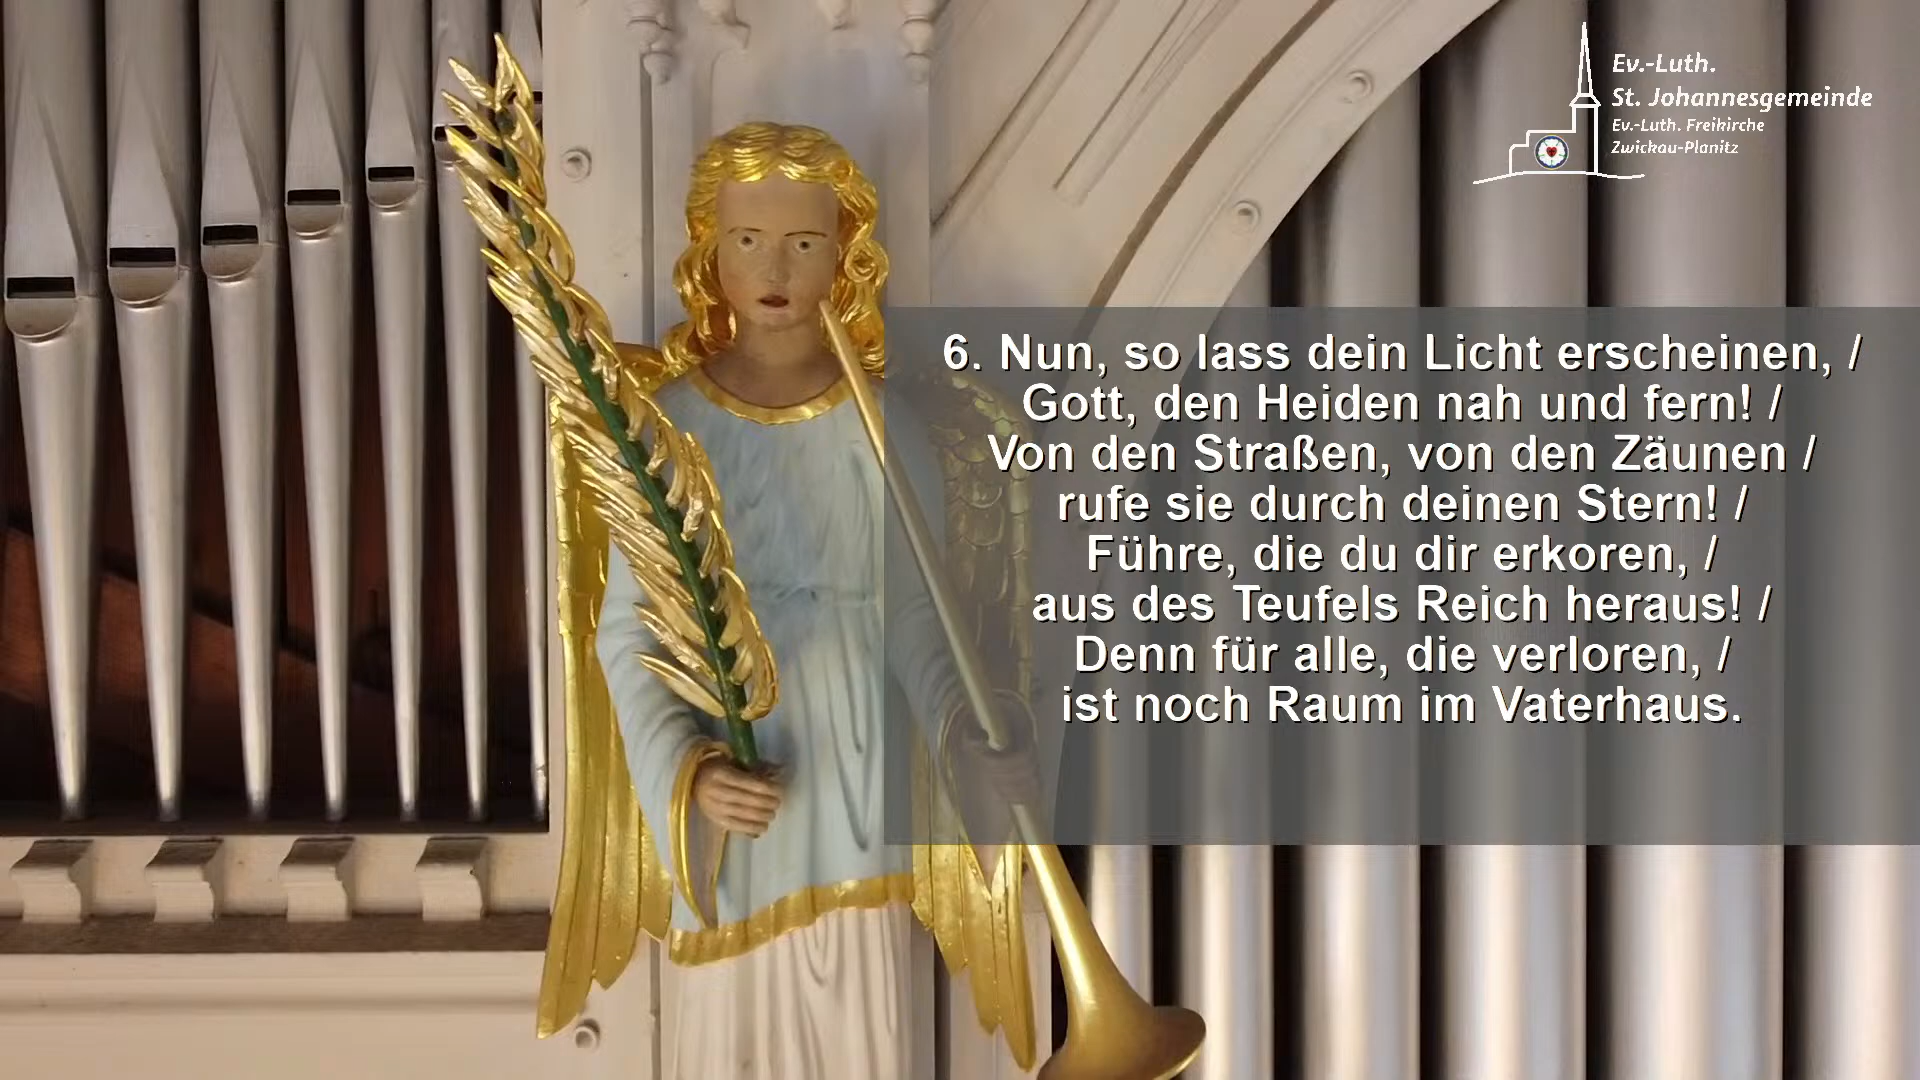 Ev.-Luth.
St. Johannesgemeinde
Ev.-Luth. Freikirche
Zwickau-Planitz
6. Nun, so lass dein Licht erscheinen, /
Gott, den Heiden nah und fern! /
Von den Straßen, von den Zäunen /
rufe sie durch deinen Stern! /
Führe, die du dir erkoren, /
aus des Teufels Reich heraus! /
Denn für alle, die verloren, /
ist noch Raum im Vaterhaus.